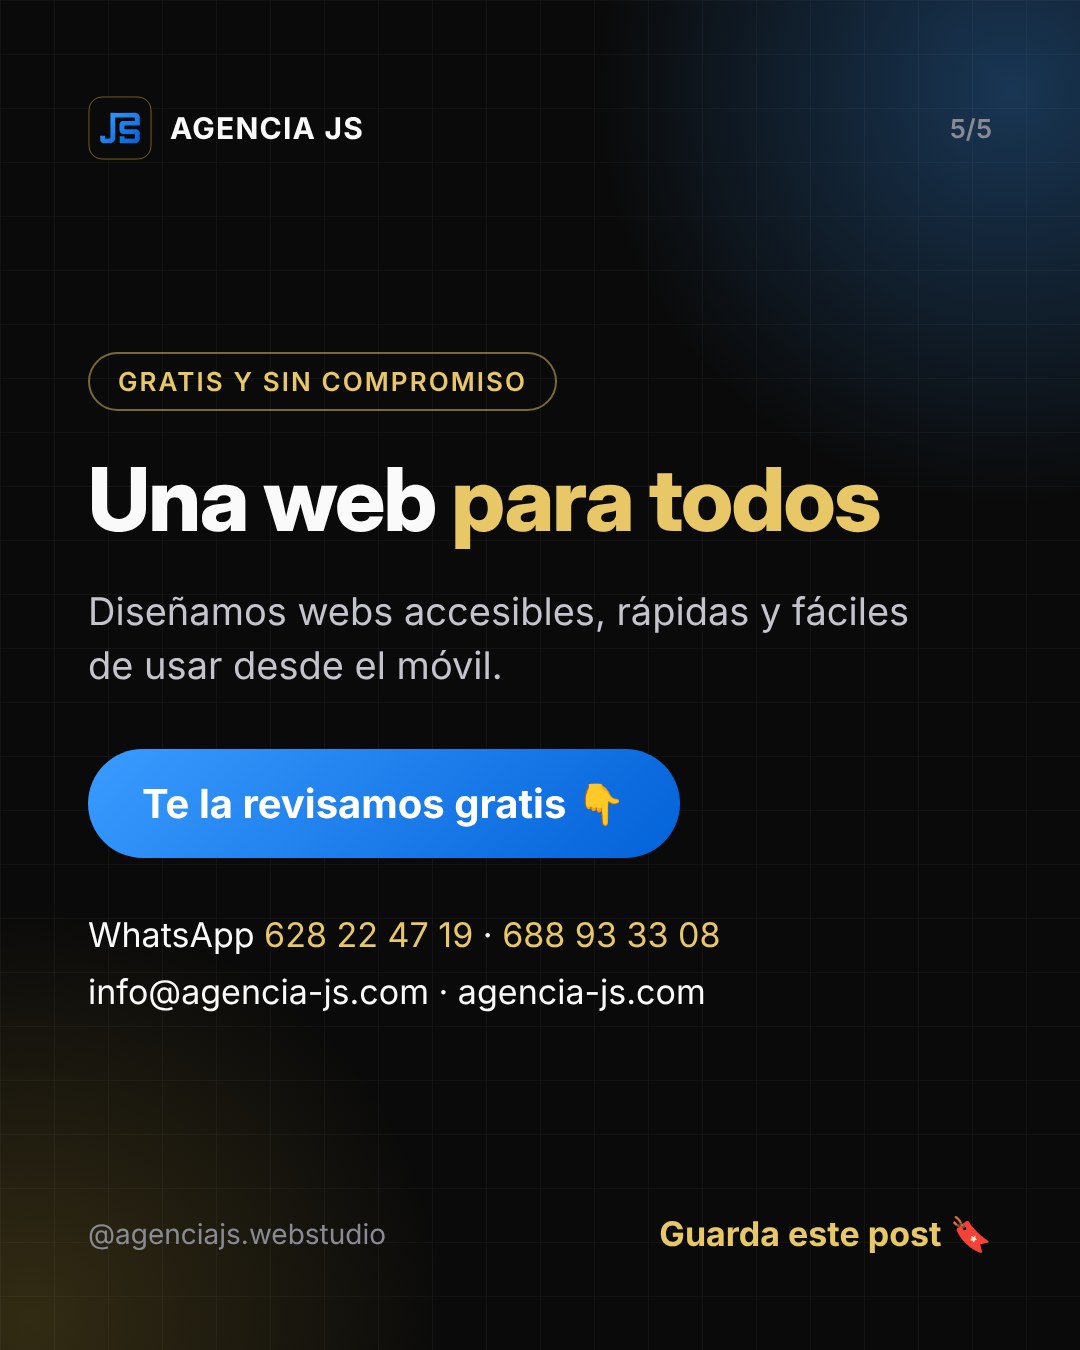 JS AGENCIA JS
5/5
GRATIS Y SIN COMPROMISO
Una web para todos
Diseñamos webs accesibles, rápidas y fáciles
de usar desde el móvil.
Te la revisamos gratis 👇
WhatsApp 628 22 47 19 · 688 93 33 08
info@agencia-js.com · agencia-js.com
@agenciajs.webstudio
Guarda este post 🔖